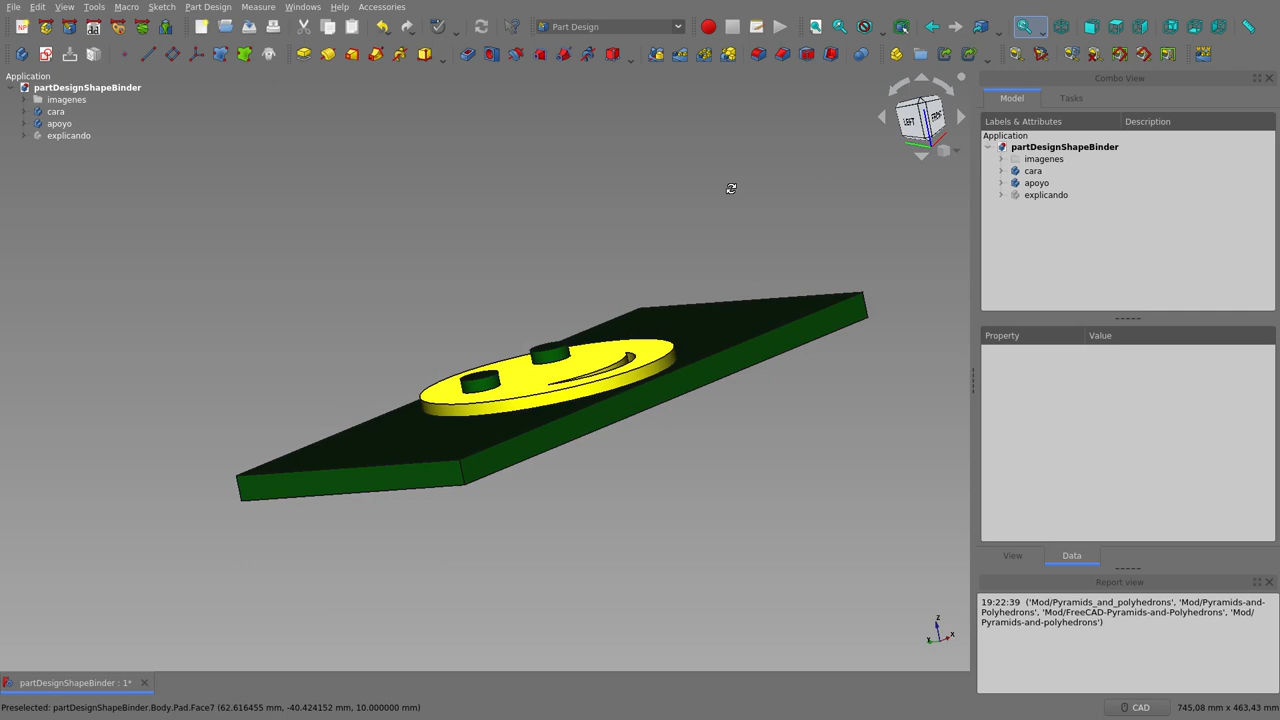 File Edit View Tools Macro Sketch Part Design Measure Windows Help Accessories
Part Design
Application
partDesignShapeBinder
imagenes
cara
apoyo
explicando
LEFT
FRONT
Z
X
Y
Combo View
Model Tasks
Labels & Attributes Description
Application
partDesignShapeBinder
imagenes
cara
apoyo
explicando
Property Value
View Data
Report view
19:22:39 ('Mod/Pyramids_and_polyhedrons', 'Mod/Pyramids-and-
Polyhedrons', 'Mod/FreeCAD-Pyramids-and-Polyhedrons', 'Mod/
Pyramids-and-polyhedrons')
partDesignShapeBinder : 1*
Preselected: partDesignShapeBinder.Body.Pad.Face7 (62.616455 mm, -40.424152 mm, 10.000000 mm)
CAD
745,08 mm x 463,43 mm